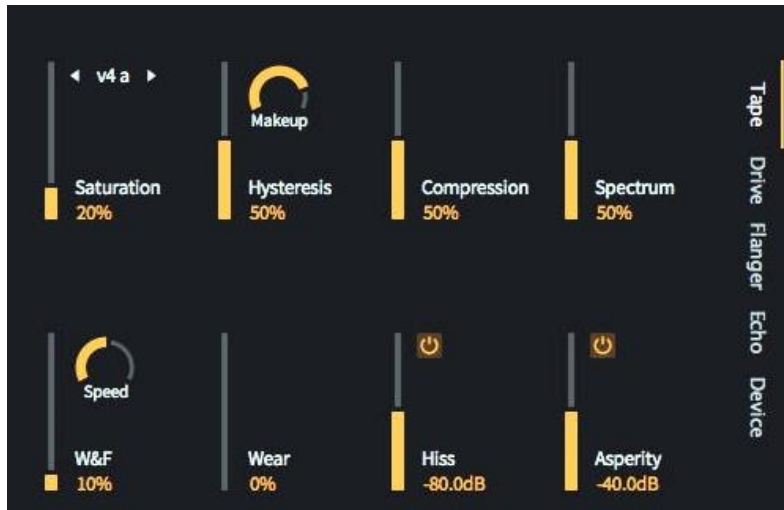 v4 a
Makeup
Saturation
20%
Hysteresis
50%
Compression
50%
Spectrum
50%
Speed
W&F
10%
Wear
0%
Hiss
-80.0dB
Asperity
-40.0dB
Tape
Drive
Flanger
Echo
Device